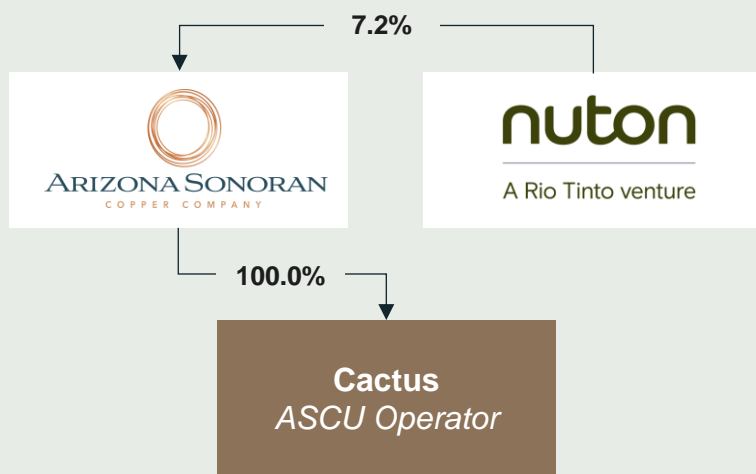 7.2%
ARIZONA SONORAN
COPPER COMPANY
nuton
A Rio Tinto venture
100.0%
Cactus
ASCU Operator